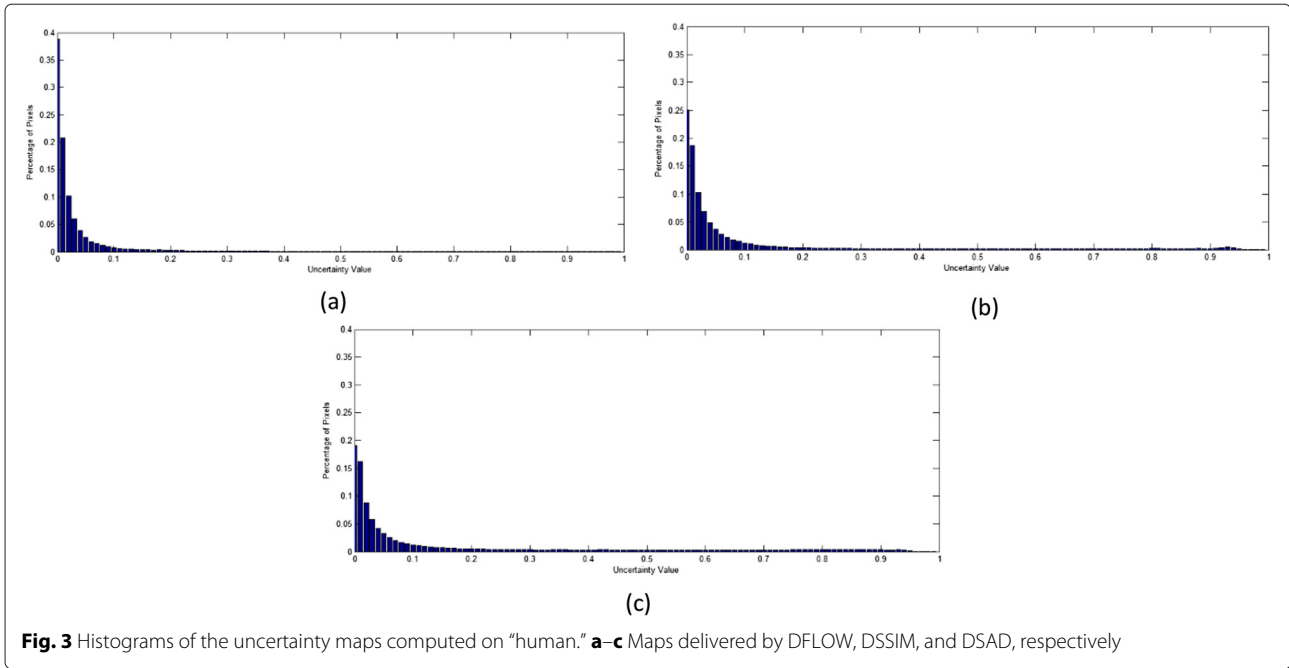 0.4
0.35
0.3
0.25
0.2
0.15
0.1
0.05
0
Percentage of Pixels
0 0.1 0.2 0.3 0.4 0.5 0.6 0.7 0.8 0.9 1
Uncertainty Value
(a)
0.4
0.35
0.3
0.25
0.2
0.15
0.1
0.05
0
Percentage of Pixels
0 0.1 0.2 0.3 0.4 0.5 0.6 0.7 0.8 0.9 1
Uncertainty Value
(b)
0.4
0.35
0.3
0.25
0.2
0.15
0.1
0.05
0
Percentage of Pixels
0 0.1 0.2 0.3 0.4 0.5 0.6 0.7 0.8 0.9 1
Uncertainty Value
(c)
Fig. 3 Histograms of the uncertainty maps computed on “human.” a–c Maps delivered by DFLOW, DSSIM, and DSAD, respectively